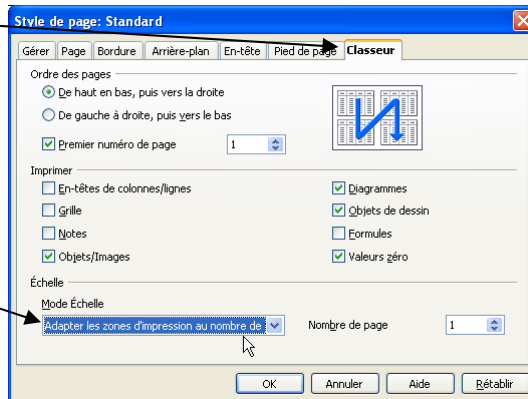 Style de page: Standard
Gérer Page Bordure Arrière-plan En-tête Pied de page Classeur
Ordre des pages
De haut en bas, puis vers la droite
De gauche à droite, puis vers le bas
Premier numéro de page 1
Imprimer
En-têtes de colonnes/lignes Diagrammes
Grille Objets de dessin
Notes Formules
Objets/Images Valeurs zéro
Échelle
Mode Échelle
Adapter les zones d'impression au nombre de Nombre de page 1
OK Annuler Aide Rétablir